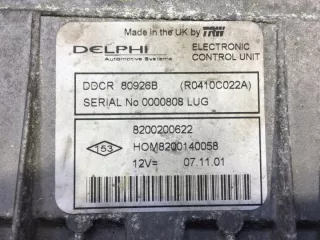 Made in the UK by TRW
DELPHI
Automotive Systems
ELECTRONIC
CONTROL UNIT
DDCR 80926B (R0410C022A)
SERIAL No 0000808 LUG
8200200622
153 HOM8200140058
12V= 07.11.01